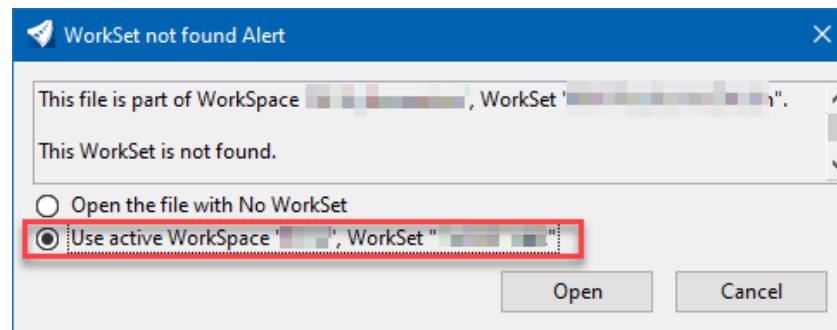 WorkSet not found Alert
This file is part of WorkSpace , WorkSet ' ".
This WorkSet is not found.
Open the file with No WorkSet
Use active WorkSpace ' ', WorkSet " "
Open Cancel